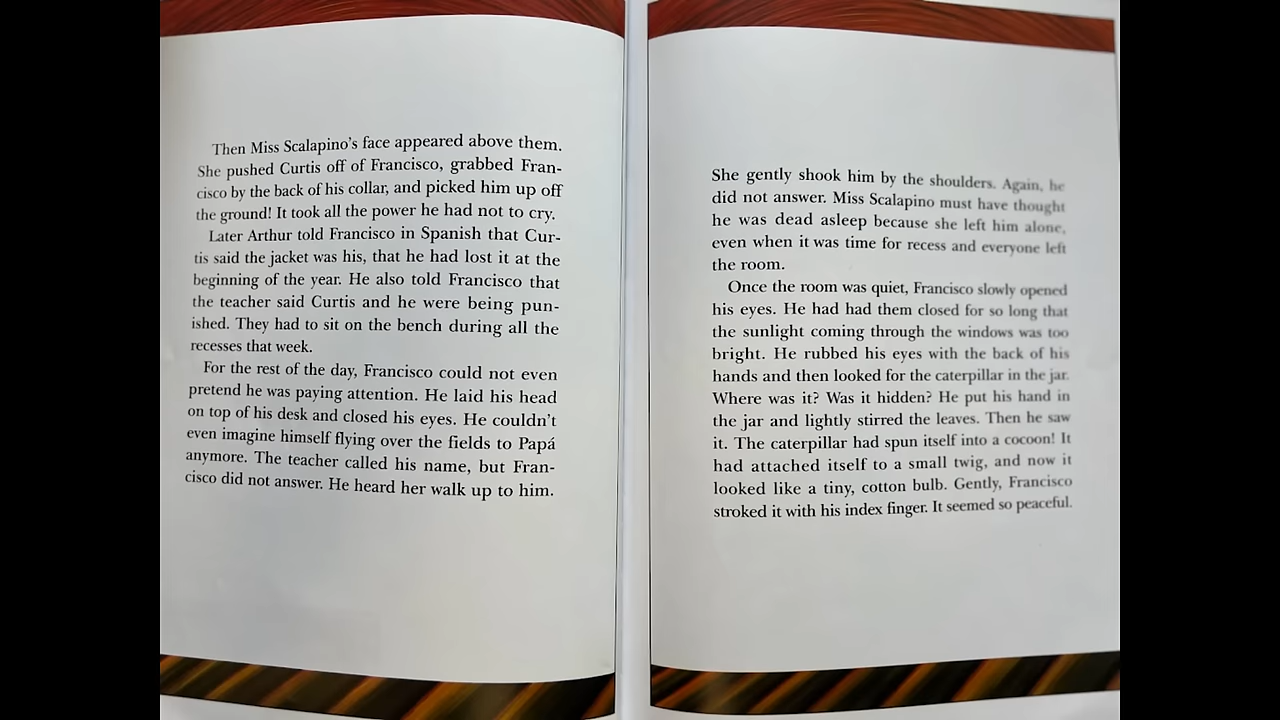 Then Miss Scalapino's face appeared above them.
She pushed Curtis off of Francisco, grabbed Fran-
cisco by the back of his collar, and picked him up off
the ground! It took all the power he had not to cry.
Later Arthur told Francisco in Spanish that Cur-
tis said the jacket was his, that he had lost it at the
beginning of the year. He also told Francisco that
the teacher said Curtis and he were being pun-
ished. They had to sit on the bench during all the
recesses that week.
For the rest of the day, Francisco could not even
pretend he was paying attention. He laid his head
on top of his desk and closed his eyes. He couldn't
even imagine himself flying over the fields to Papá
anymore. The teacher called his name, but Fran-
cisco did not answer. He heard her walk up to him.
She gently shook him by the shoulders. Again, he
did not answer. Miss Scalapino must have thought
he was dead asleep because she left him alone,
even when it was time for recess and everyone left
the room.
Once the room was quiet, Francisco slowly opened
his eyes. He had had them closed for so long that
the sunlight coming through the windows was too
bright. He rubbed his eyes with the back of his
hands and then looked for the caterpillar in the jar.
Where was it? Was it hidden? He put his hand in
the jar and lightly stirred the leaves. Then he saw
it. The caterpillar had spun itself into a cocoon! It
had attached itself to a small twig, and now it
looked like a tiny, cotton bulb. Gently, Francisco
stroked it with his index finger. It seemed so peaceful.